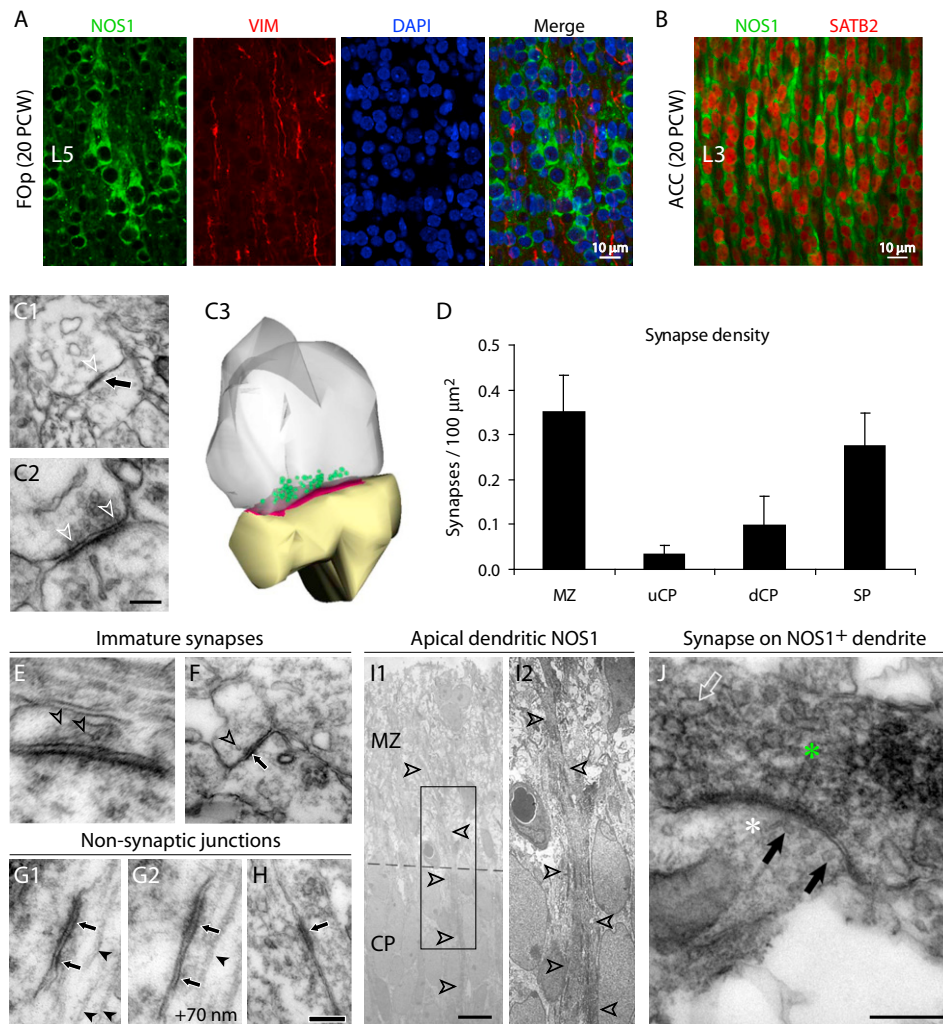 A
NOS1
VIM
DAPI
Merge
FOp (20 PCW)
L5
10 µm
B
NOS1
SATB2
ACC (20 PCW)
L3
10 µm
C1
C2
C3
D
Synapse density
Synapses / 100 µm²
0.5
0.4
0.3
0.2
0.1
0.0
MZ
uCP
dCP
SP
Immature synapses
E
F
Non-synaptic junctions
G1
G2
+70 nm
H
Apical dendritic NOS1
I1
MZ
CP
I2
Synapse on NOS1+ dendrite
J